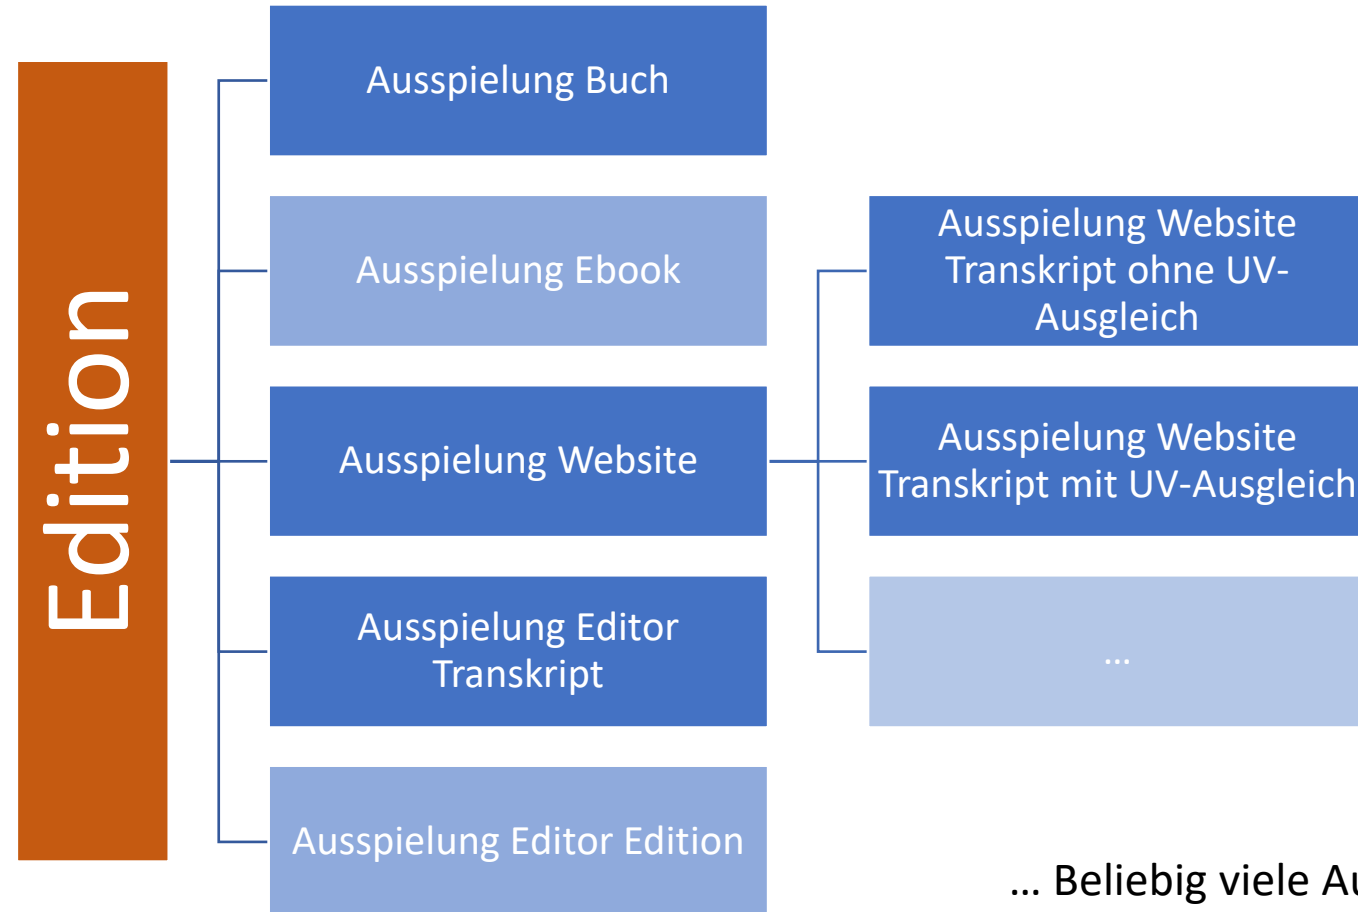 Edition
Ausspielung Buch
Ausspielung Ebook
Ausspielung Website
Ausspielung Editor
Transkript
Ausspielung Editor Edition
Ausspielung Website
Transkript ohne UV-
Ausgleich
Ausspielung Website
Transkript mit UV-Ausgleich
...
... Beliebig viele